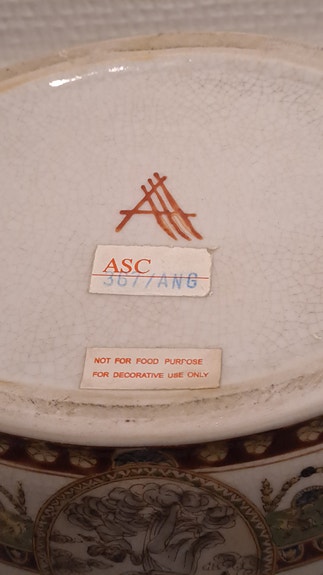 ASC
367/ANG
NOT FOR FOOD PURPOSE
FOR DECORATIVE USE ONLY